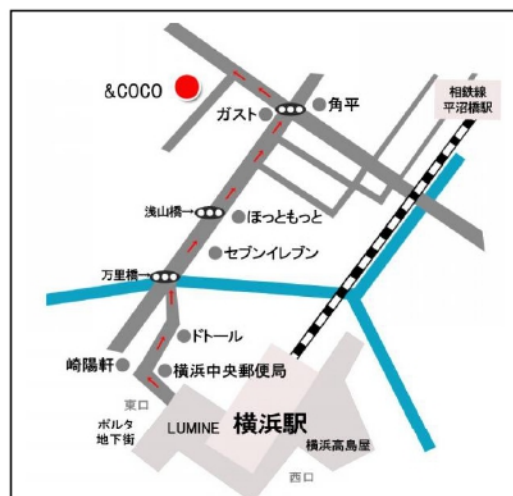 &COCO
ガスト
角平
相鉄線
平沼橋駅
浅山橋→
ほっともっと
セブンイレブン
万里橋→
ドトール
崎陽軒
横浜中央郵便局
東口
ポルタ
地下街
LUMINE
横浜駅
横浜高島屋
西口